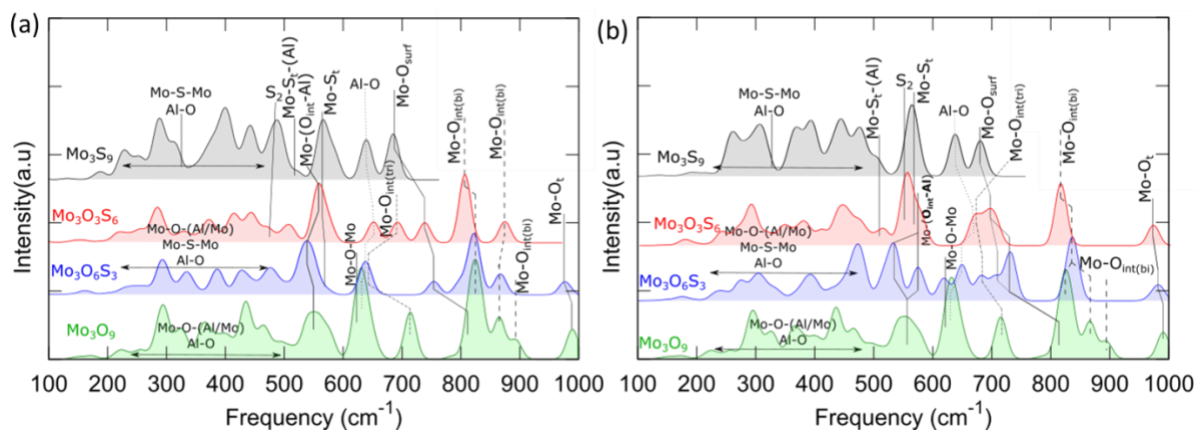 (a)
Intensity(a.u)
Mo-S-Mo
Al-O
S2
Mo-St-(Al)
Mo-(Oint-Al)
Mo-St
Al-O
Mo-Osurf
Mo-Oint(bi)
Mo-Oint(bi)
Mo3S9
Mo-Oint(tri)
Mo-Ot
Mo3O3S6
Mo-O-(Al/Mo)
Mo-S-Mo
Al-O
Mo-O-Mo
Mo-Oint(bi)
Mo3O6S3
Mo-O-(Al/Mo)
Al-O
Mo3O9
100 200 300 400 500 600 700 800 900 1000
Frequency (cm-1)
(b)
Intensity(a.u)
Mo-S-Mo
Al-O
Mo-St-(Al)
S2
Mo-St
Al-O
Mo-Osurf
Mo-Oint(tri)
Mo-Oint(bi)
Mo3S9
Mo-Ot
Mo3O3S6
Mo-O-(Al/Mo)
Mo-S-Mo
Al-O
Mo-(Oint-Al)
Mo-O-Mo
Mo-Oint(bi)
Mo3O6S3
Mo-O-(Al/Mo)
Al-O
Mo3O9
100 200 300 400 500 600 700 800 900 1000
Frequency (cm-1)